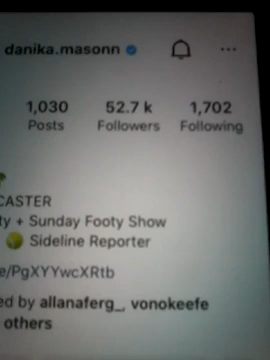 danika.masonn
1,030 52.7 k 1,702
Posts Followers Following
CASTER
ty + Sunday Footy Show
Sideline Reporter
e/PgXYYwcXRtb
ed by allanaferg_, vonokeefe
others